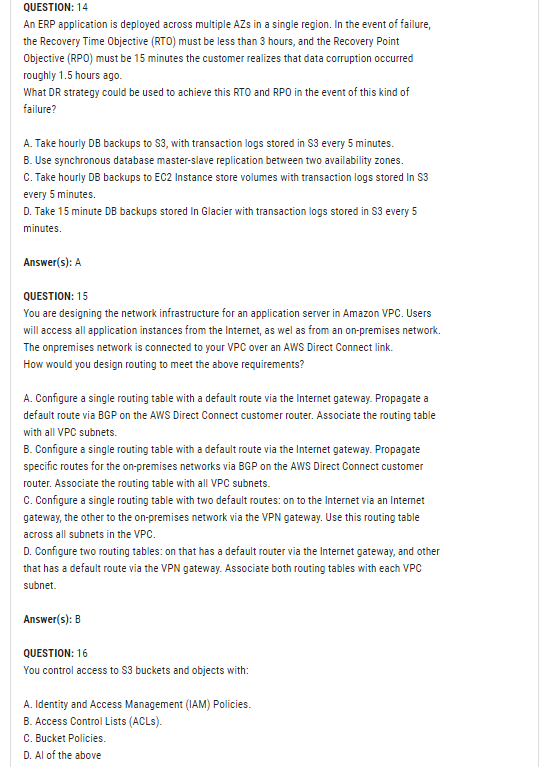 QUESTION: 14
An ERP application is deployed across multiple AZs in a single region. In the event of failure,
the Recovery Time Objective (RTO) must be less than 3 hours, and the Recovery Point
Objective (RPO) must be 15 minutes the customer realizes that data corruption occurred
roughly 1.5 hours ago.
What DR strategy could be used to achieve this RTO and RPO in the event of this kind of
failure?
A. Take hourly DB backups to S3, with transaction logs stored in S3 every 5 minutes.
B. Use synchronous database master-slave replication between two availability zones.
C. Take hourly DB backups to EC2 Instance store volumes with transaction logs stored In S3
every 5 minutes.
D. Take 15 minute DB backups stored In Glacier with transaction logs stored in S3 every 5
minutes.
Answer(s): A
QUESTION: 15
You are designing the network infrastructure for an application server in Amazon VPC. Users
will access all application instances from the Internet, as wel as from an on-premises network.
The onpremises network is connected to your VPC over an AWS Direct Connect link.
How would you design routing to meet the above requirements?
A. Configure a single routing table with a default route via the Internet gateway. Propagate a
default route via BGP on the AWS Direct Connect customer router. Associate the routing table
with all VPC subnets.
B. Configure a single routing table with a default route via the Internet gateway. Propagate
specific routes for the on-premises networks via BGP on the AWS Direct Connect customer
router. Associate the routing table with all VPC subnets.
C. Configure a single routing table with two default routes: on to the Internet via an Internet
gateway, the other to the on-premises network via the VPN gateway. Use this routing table
across all subnets in the VPC.
D. Configure two routing tables: on that has a default router via the Internet gateway, and other
that has a default route via the VPN gateway. Associate both routing tables with each VPC
subnet.
Answer(s): B
QUESTION: 16
You control access to S3 buckets and objects with:
A. Identity and Access Management (IAM) Policies.
B. Access Control Lists (ACLs).
C. Bucket Policies.
D. Al of the above